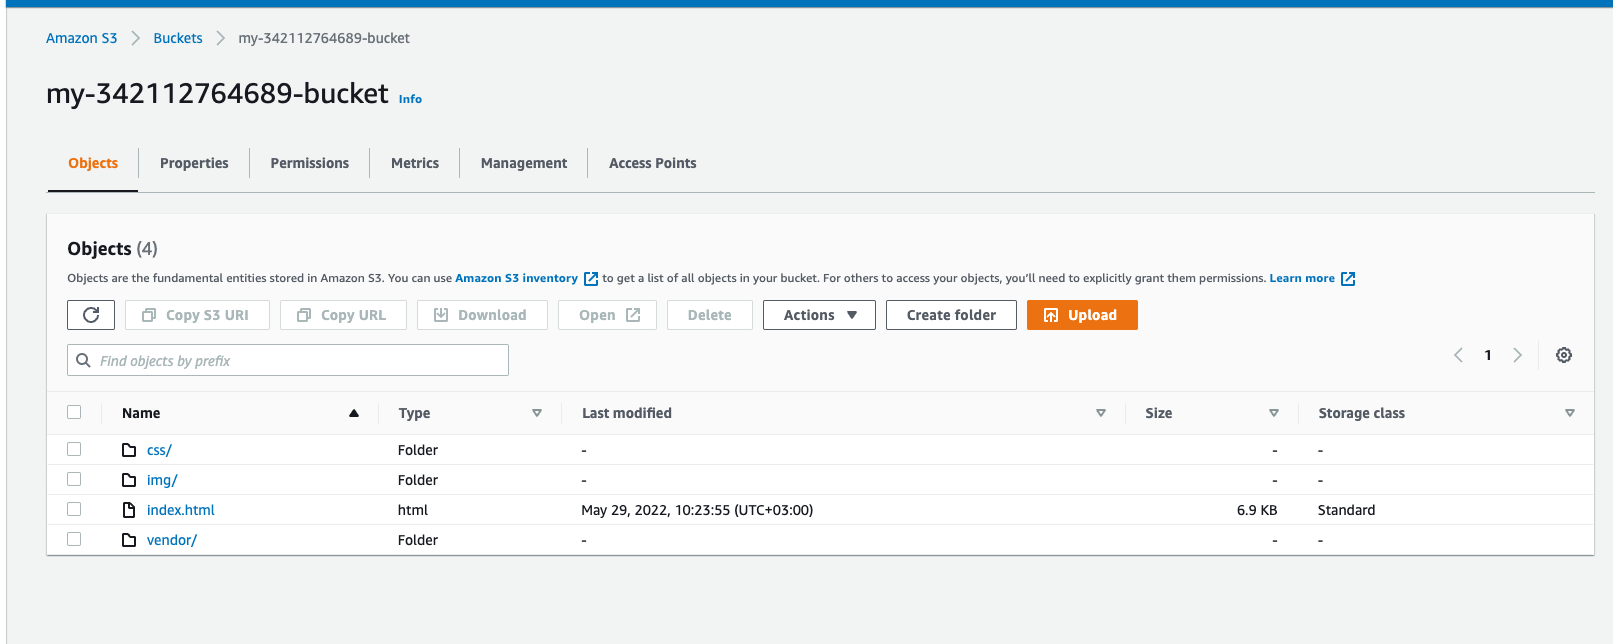 Amazon S3 > Buckets > my-342112764689-bucket
my-342112764689-bucket Info
Objects Properties Permissions Metrics Management Access Points
Objects (4)
Objects are the fundamental entities stored in Amazon S3. You can use Amazon S3 inventory to get a list of all objects in your bucket. For others to access your objects, you'll need to explicitly grant them permissions. Learn more
Copy S3 URI Copy URL Download Open Delete Actions Create folder Upload
Find objects by prefix 1
Name Type Last modified Size Storage class
css/ Folder - - -
img/ Folder - - -
index.html html May 29, 2022, 10:23:55 (UTC+03:00) 6.9 KB Standard
vendor/ Folder - - -